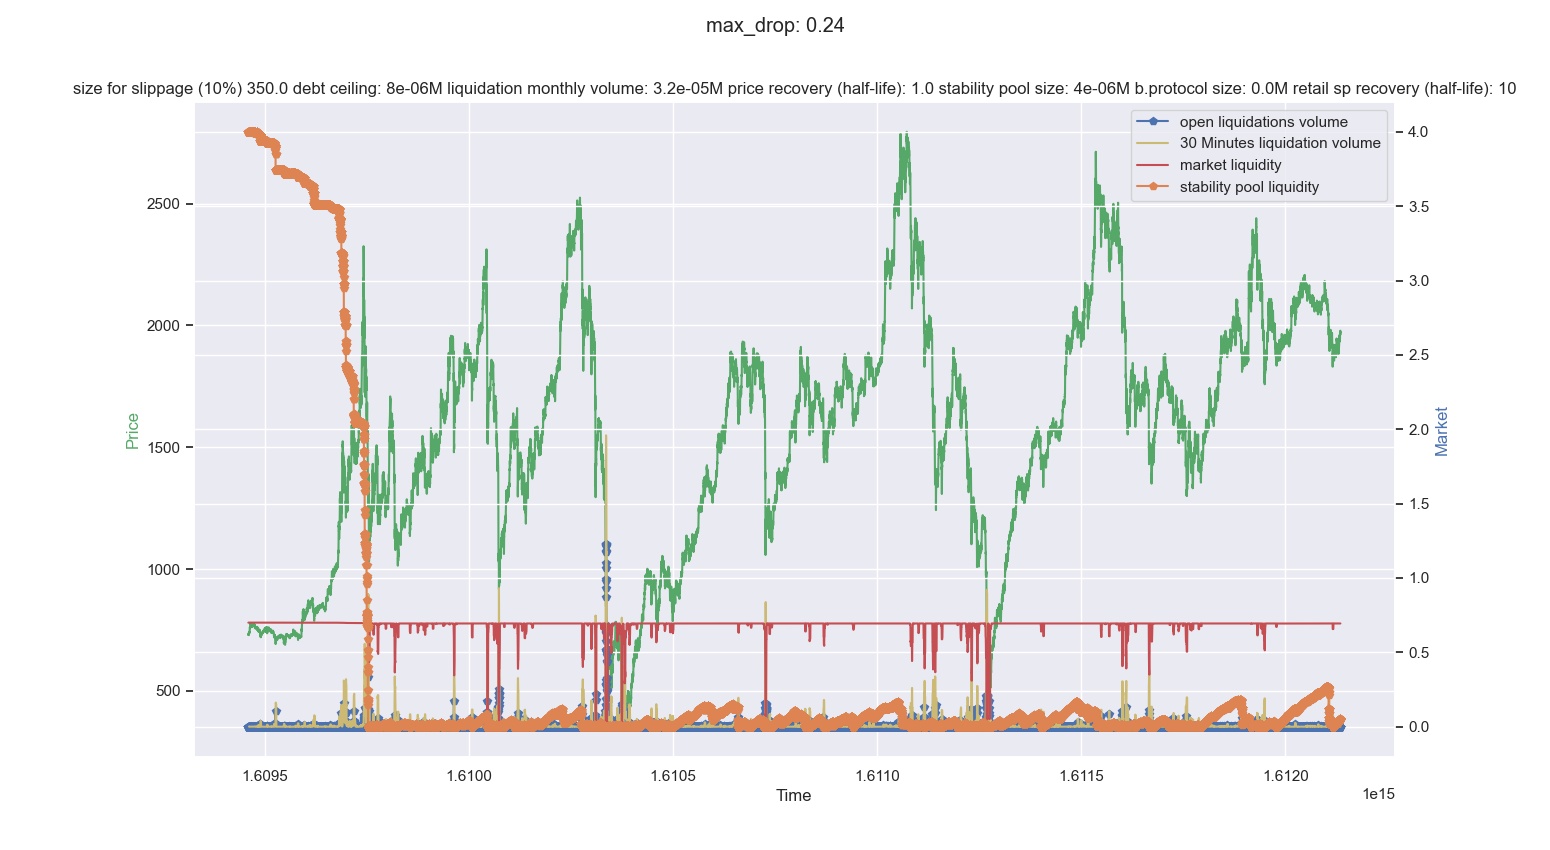 max_drop: 0.24
size for slippage (10%) 350.0 debt ceiling: 8e-06M liquidation monthly volume: 3.2e-05M price recovery (half-life): 1.0 stability pool size: 4e-06M b.protocol size: 0.0M retail sp recovery (half-life): 10
open liquidations volume
30 Minutes liquidation volume
market liquidity
stability pool liquidity
Price
2500
2000
1500
1000
500
4.0
3.5
3.0
2.5
2.0
1.5
1.0
0.5
0.0
Market
1.6095 1.6100 1.6105 1.6110 1.6115 1.6120
1e15
Time